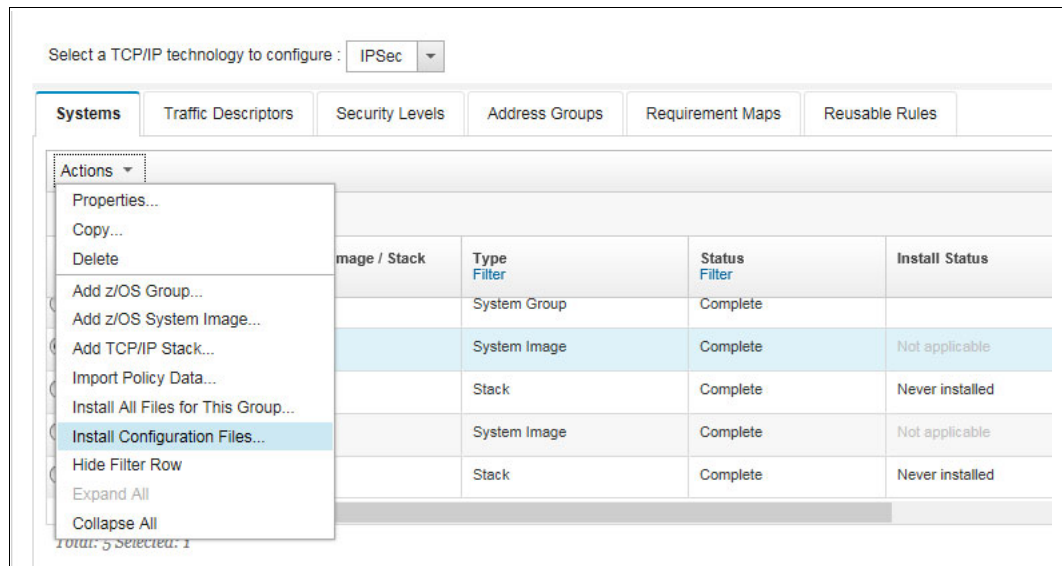 Select a TCP/IP technology to configure : IPSec
Systems Traffic Descriptors Security Levels Address Groups Requirement Maps Reusable Rules
Actions
Properties...
Copy...
Delete
Add z/OS Group...
Add z/OS System Image...
Add TCP/IP Stack...
Import Policy Data...
Install All Files for This Group...
Install Configuration Files...
Hide Filter Row
Expand All
Collapse All
mage / Stack Type Status Install Status
Filter Filter
System Group Complete
System Image Complete Not applicable
Stack Complete Never installed
System Image Complete Not applicable
Stack Complete Never installed
Total: 5 Selected: 1